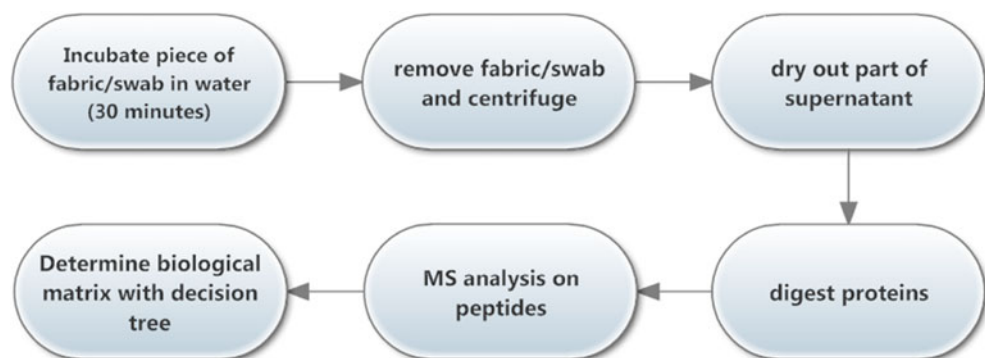 Incubate piece of
fabric/swab in water
(30 minutes)
remove fabric/swab
and centrifuge
dry out part of
supernatant
digest proteins
MS analysis on
peptides
Determine biological
matrix with decision
tree